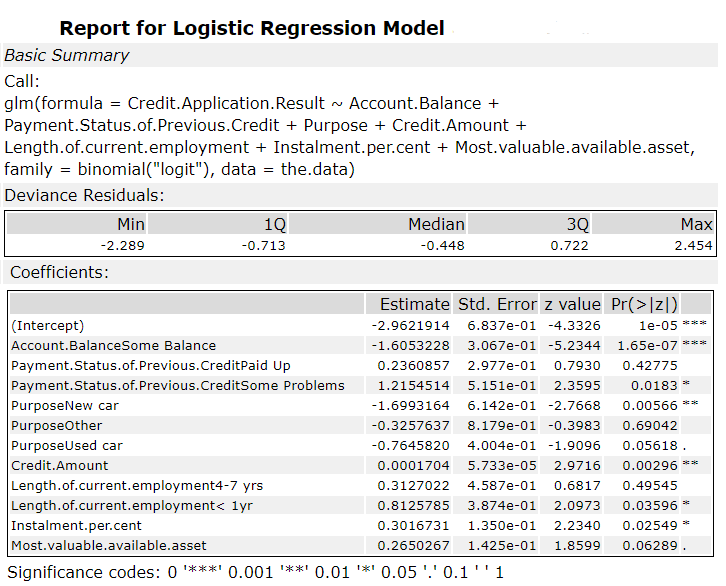 Report for Logistic Regression Model
Basic Summary
Call:
glm(formula = Credit.Application.Result ~ Account.Balance +
Payment.Status.of.Previous.Credit + Purpose + Credit.Amount +
Length.of.current.employment + Instalment.per.cent + Most.valuable.available.asset,
family = binomial("logit"), data = the.data)
Deviance Residuals:
Min 1Q Median 3Q Max
-2.289 -0.713 -0.448 0.722 2.454
Coefficients:
Estimate Std. Error z value Pr(>|z|)
(Intercept) -2.9621914 6.837e-01 -4.3326 1e-05 ***
Account.BalanceSome Balance -1.6053228 3.067e-01 -5.2344 1.65e-07 ***
Payment.Status.of.Previous.CreditPaid Up 0.2360857 2.977e-01 0.7930 0.42775
Payment.Status.of.Previous.CreditSome Problems 1.2154514 5.151e-01 2.3595 0.0183 *
PurposeNew car -1.6993164 6.142e-01 -2.7668 0.00566 **
PurposeOther -0.3257637 8.179e-01 -0.3983 0.69042
PurposeUsed car -0.7645820 4.004e-01 -1.9096 0.05618 .
Credit.Amount 0.0001704 5.733e-05 2.9716 0.00296 **
Length.of.current.employment4-7 yrs 0.3127022 4.587e-01 0.6817 0.49545
Length.of.current.employment< 1yr 0.8125785 3.874e-01 2.0973 0.03596 *
Instalment.per.cent 0.3016731 1.350e-01 2.2340 0.02549 *
Most.valuable.available.asset 0.2650267 1.425e-01 1.8599 0.06289 .
Significance codes: 0 '***' 0.001 '**' 0.01 '*' 0.05 '.' 0.1 ' ' 1